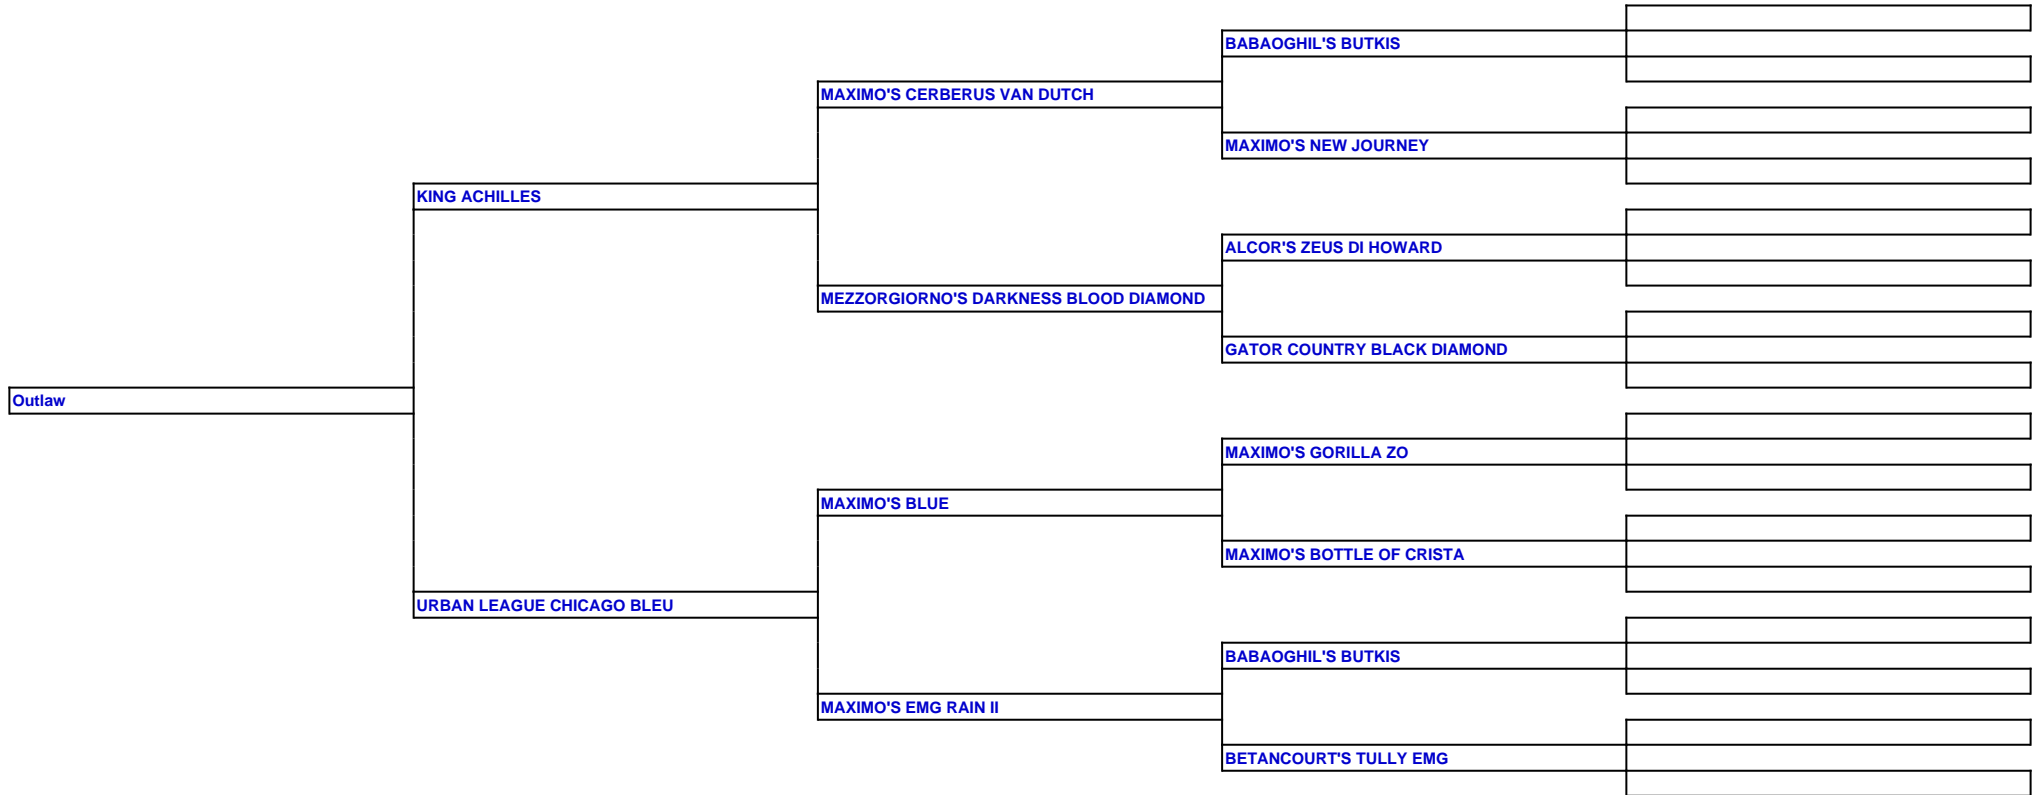 BABAOGHIL'S BUTKIS
MAXIMO'S CERBERUS VAN DUTCH
MAXIMO'S NEW JOURNEY
KING ACHILLES
ALCOR'S ZEUS DI HOWARD
MEZZORGIORNO'S DARKNESS BLOOD DIAMOND
GATOR COUNTRY BLACK DIAMOND
Outlaw
MAXIMO'S GORILLA ZO
MAXIMO'S BLUE
MAXIMO'S BOTTLE OF CRISTA
URBAN LEAGUE CHICAGO BLEU
BABAOGHIL'S BUTKIS
MAXIMO'S EMG RAIN II
BETANCOURT'S TULLY EMG